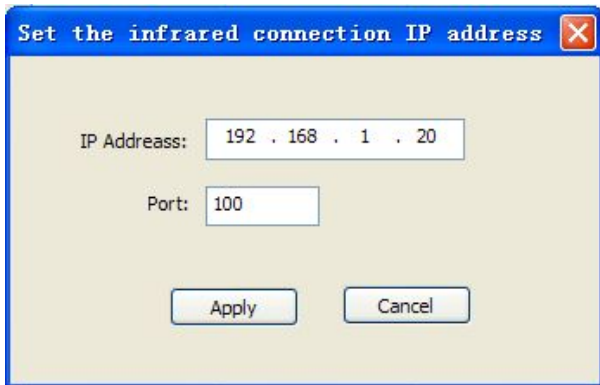 Set the infrared connection IP address
IP Addreass: 192 . 168 . 1 . 20
Port: 100
Apply Cancel